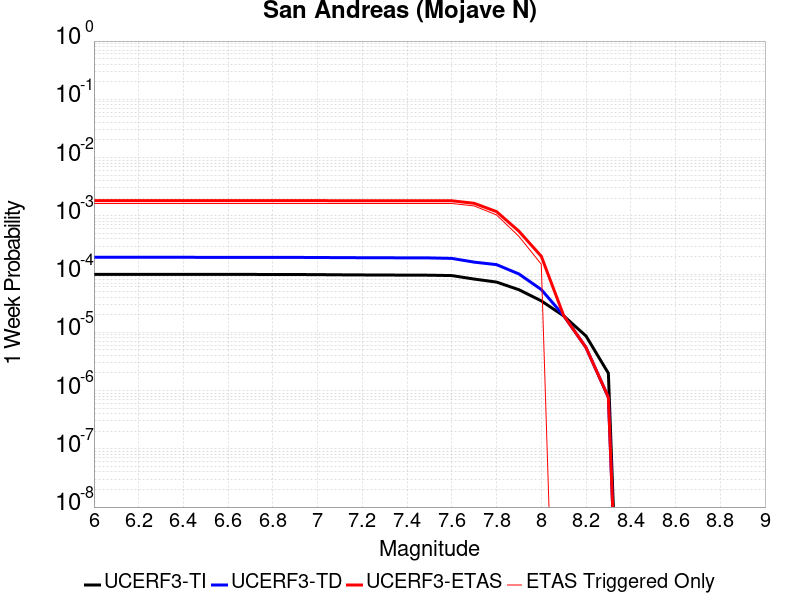 San Andreas (Mojave N)
10^0
10^-1
10^-2
10^-3
10^-4
10^-5
10^-6
10^-7
10^-8
1 Week Probability
6 6.2 6.4 6.6 6.8 7 7.2 7.4 7.6 7.8 8 8.2 8.4 8.6 8.8 9
Magnitude
UCERF3-TI UCERF3-TD UCERF3-ETAS ETAS Triggered Only